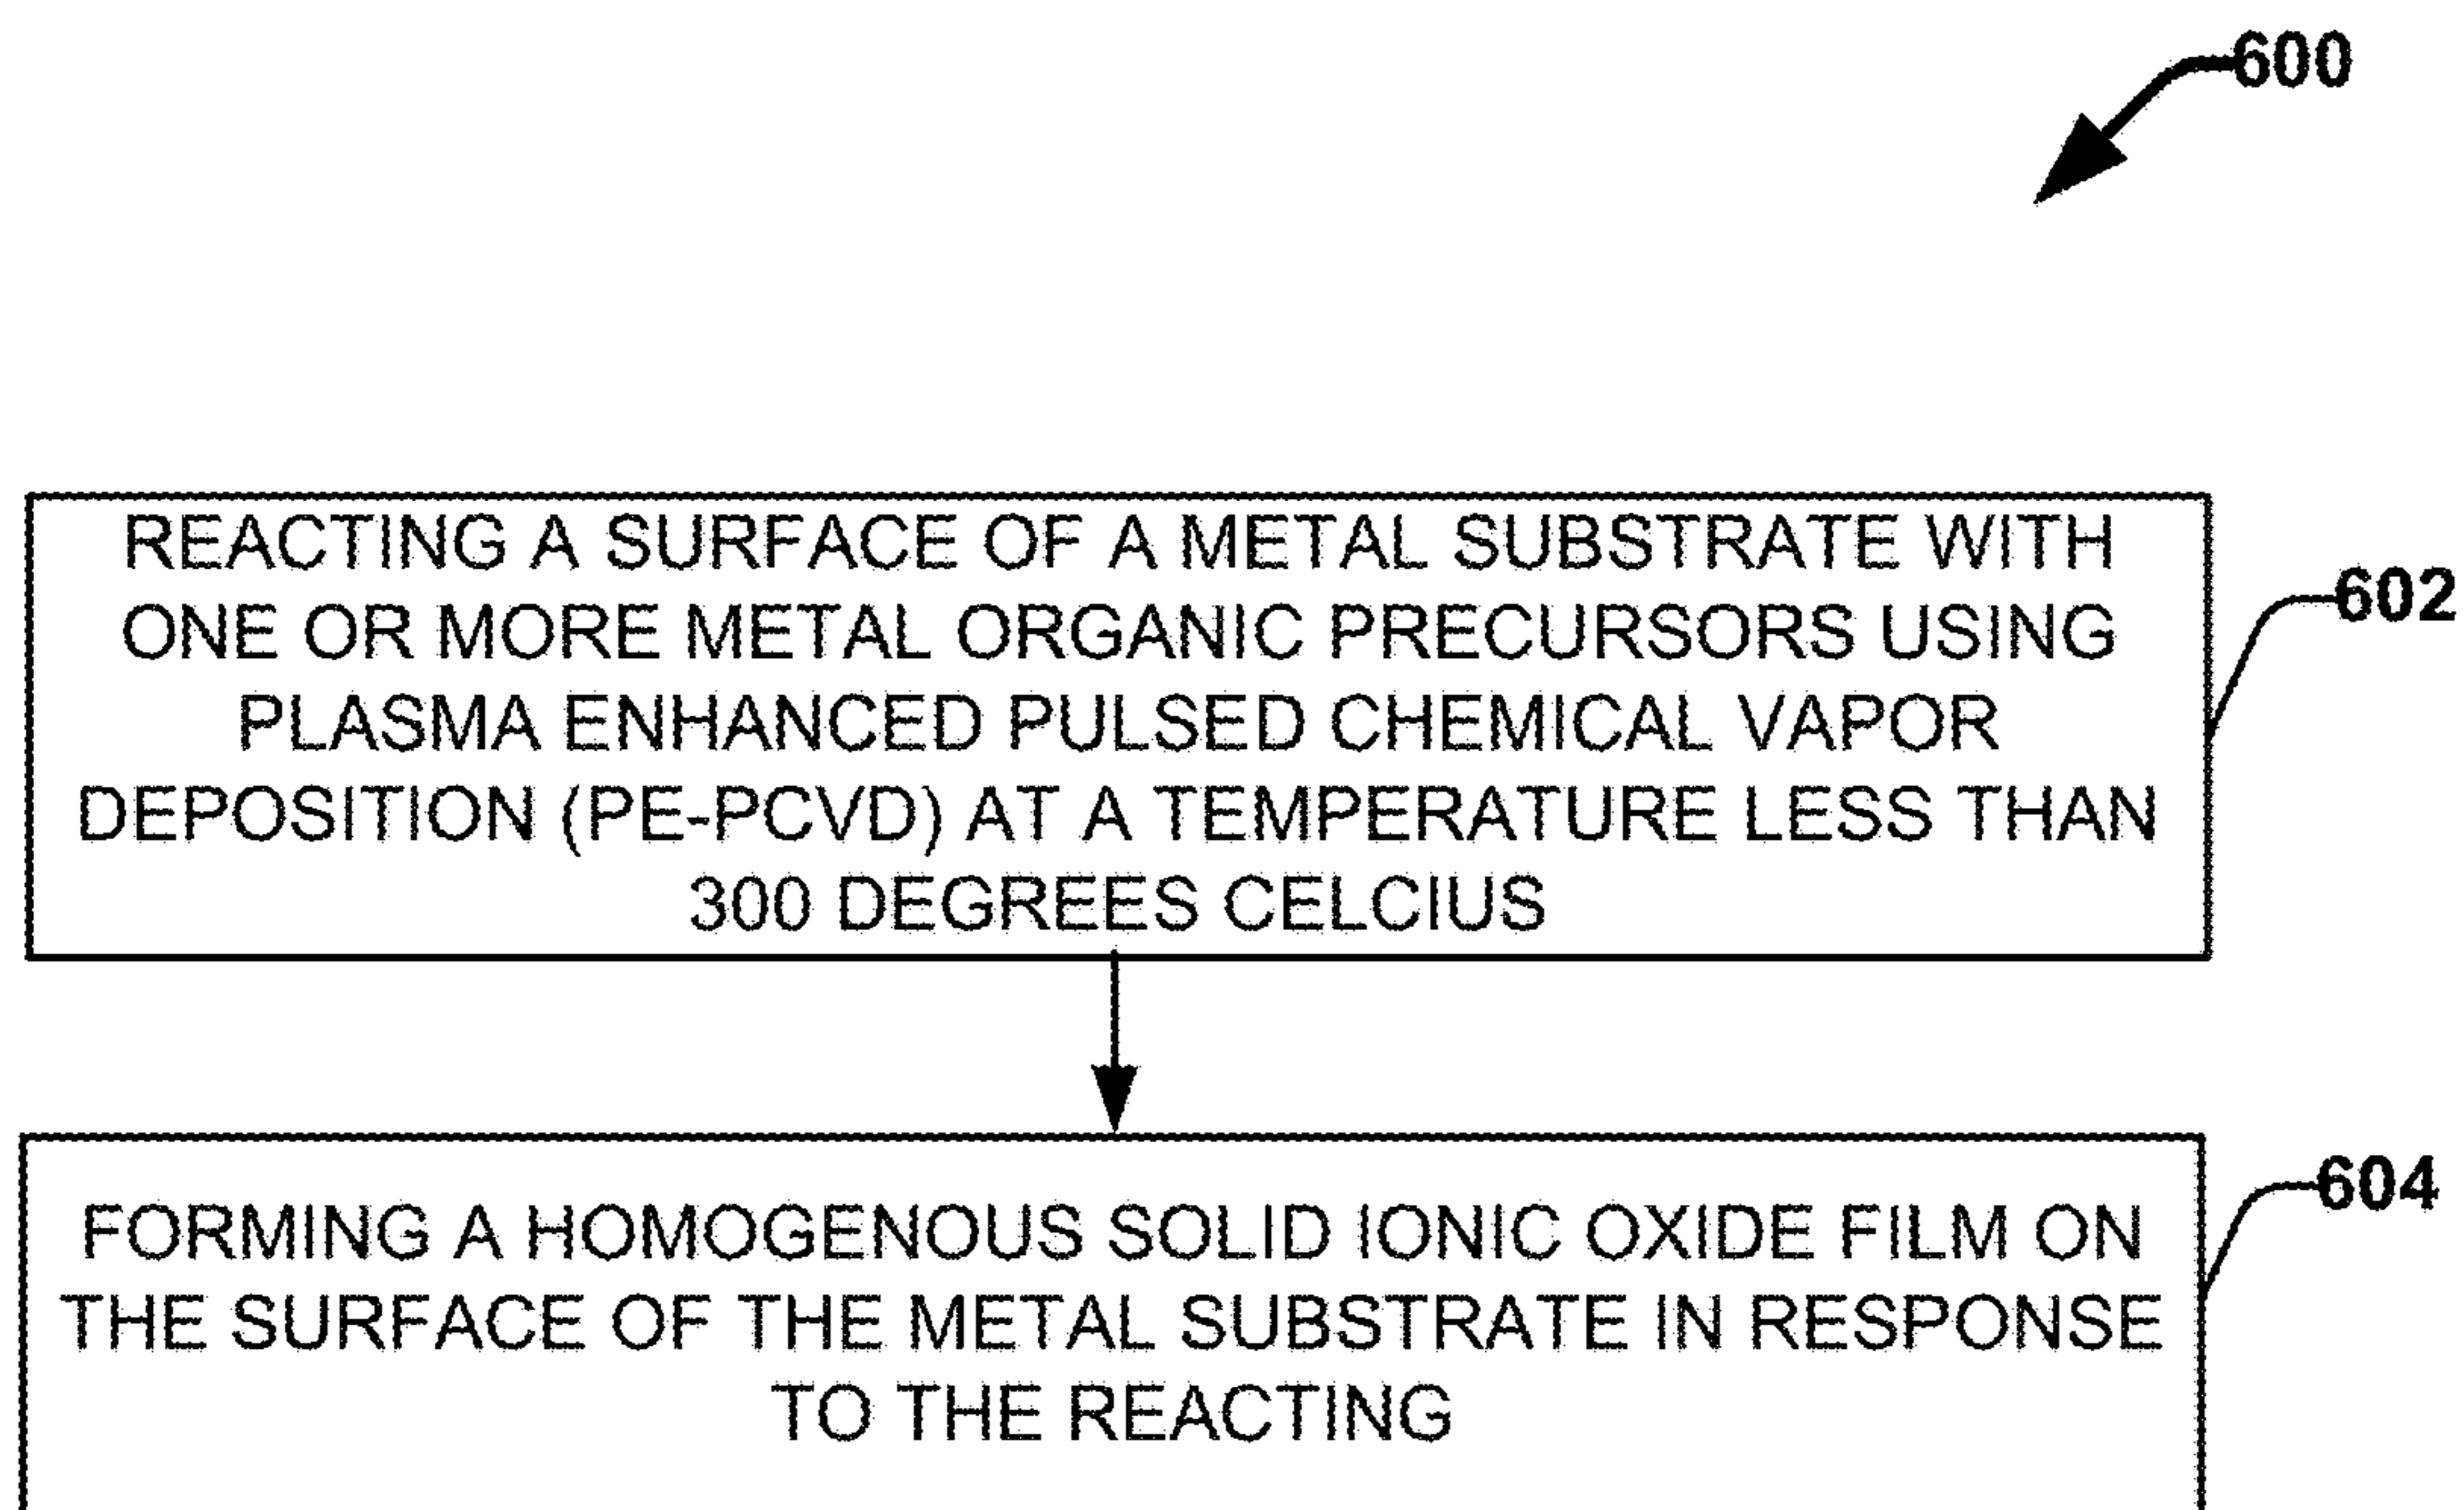 600
REACTING A SURFACE OF A METAL SUBSTRATE WITH
ONE OR MORE METAL ORGANIC PRECURSORS USING
PLASMA ENHANCED PULSED CHEMICAL VAPOR
DEPOSITION (PE-PCVD) AT A TEMPERATURE LESS THAN
300 DEGREES CELCIUS
602
FORMING A HOMOGENOUS SOLID IONIC OXIDE FILM ON
THE SURFACE OF THE METAL SUBSTRATE IN RESPONSE
TO THE REACTING
604